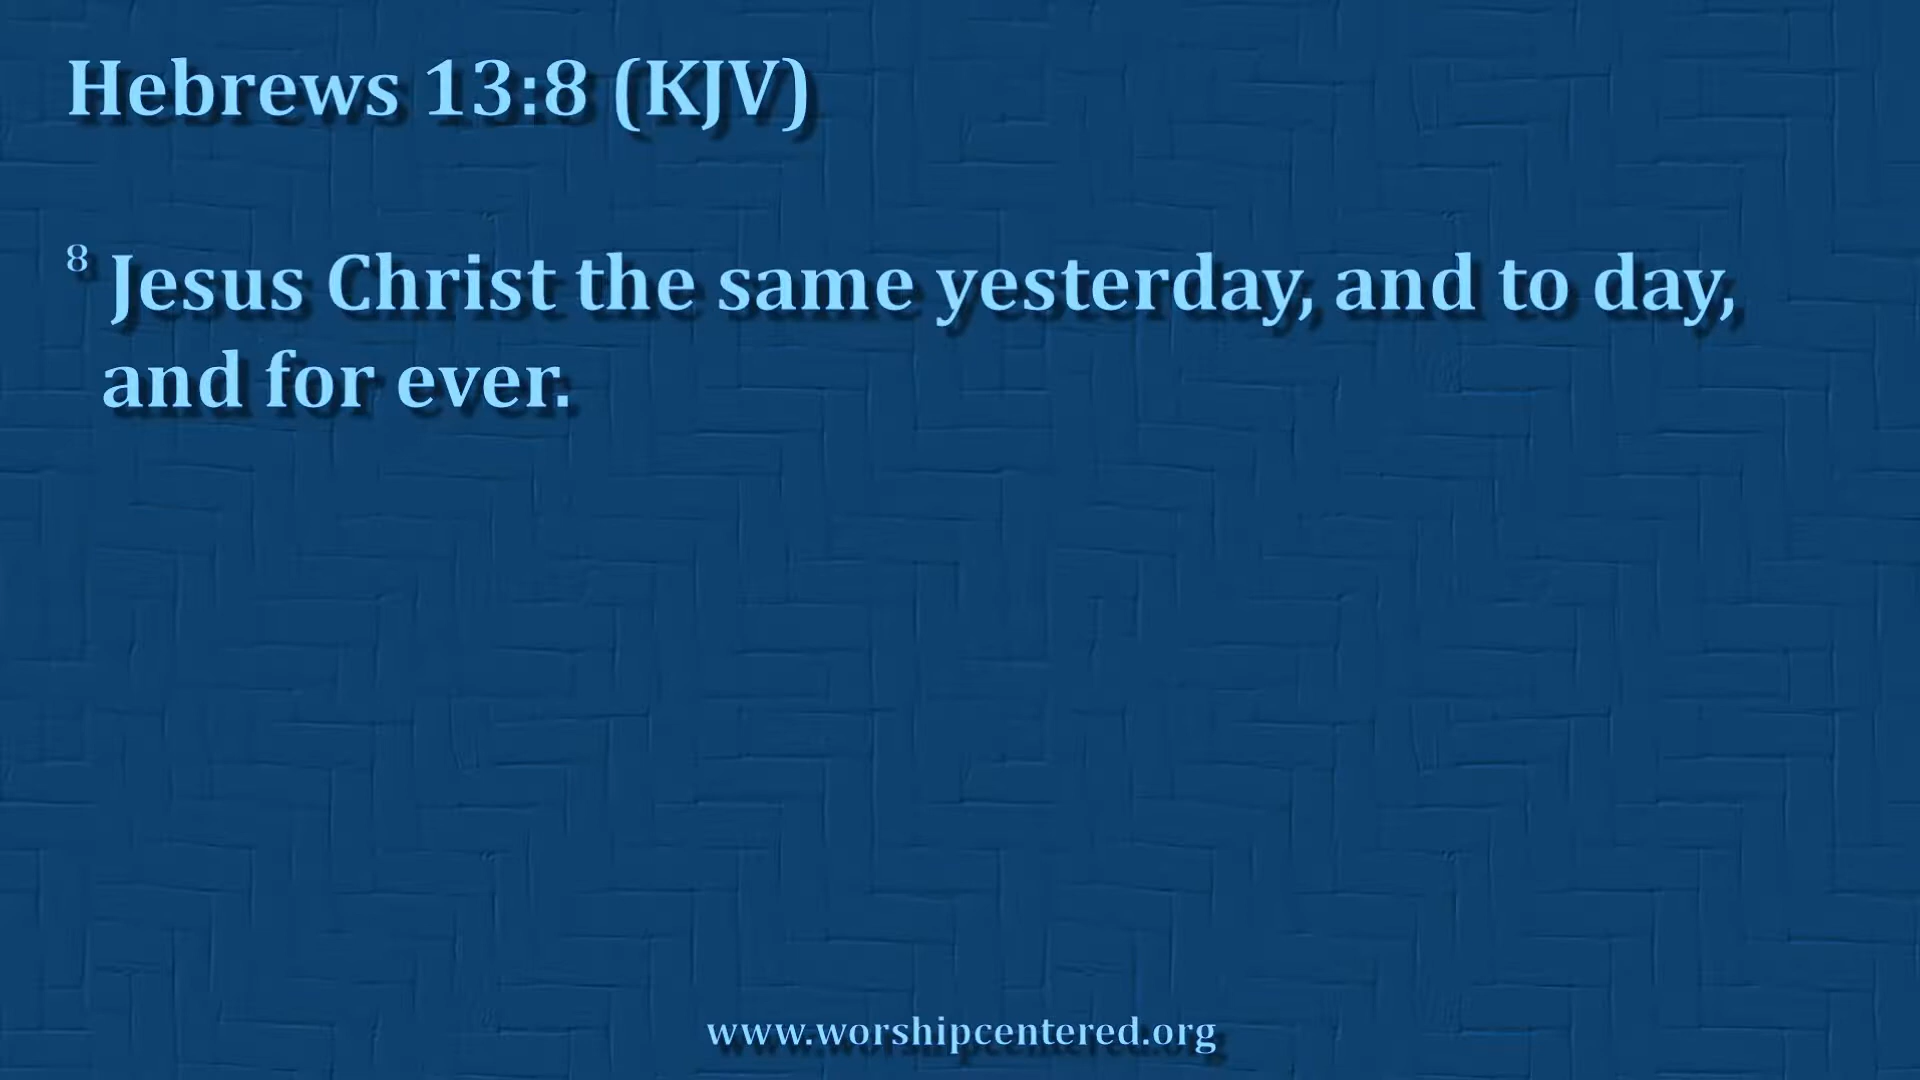 Hebrews 13:8 (KJV)
8 Jesus Christ the same yesterday, and to day,
and for ever.
www.worshipcentered.org